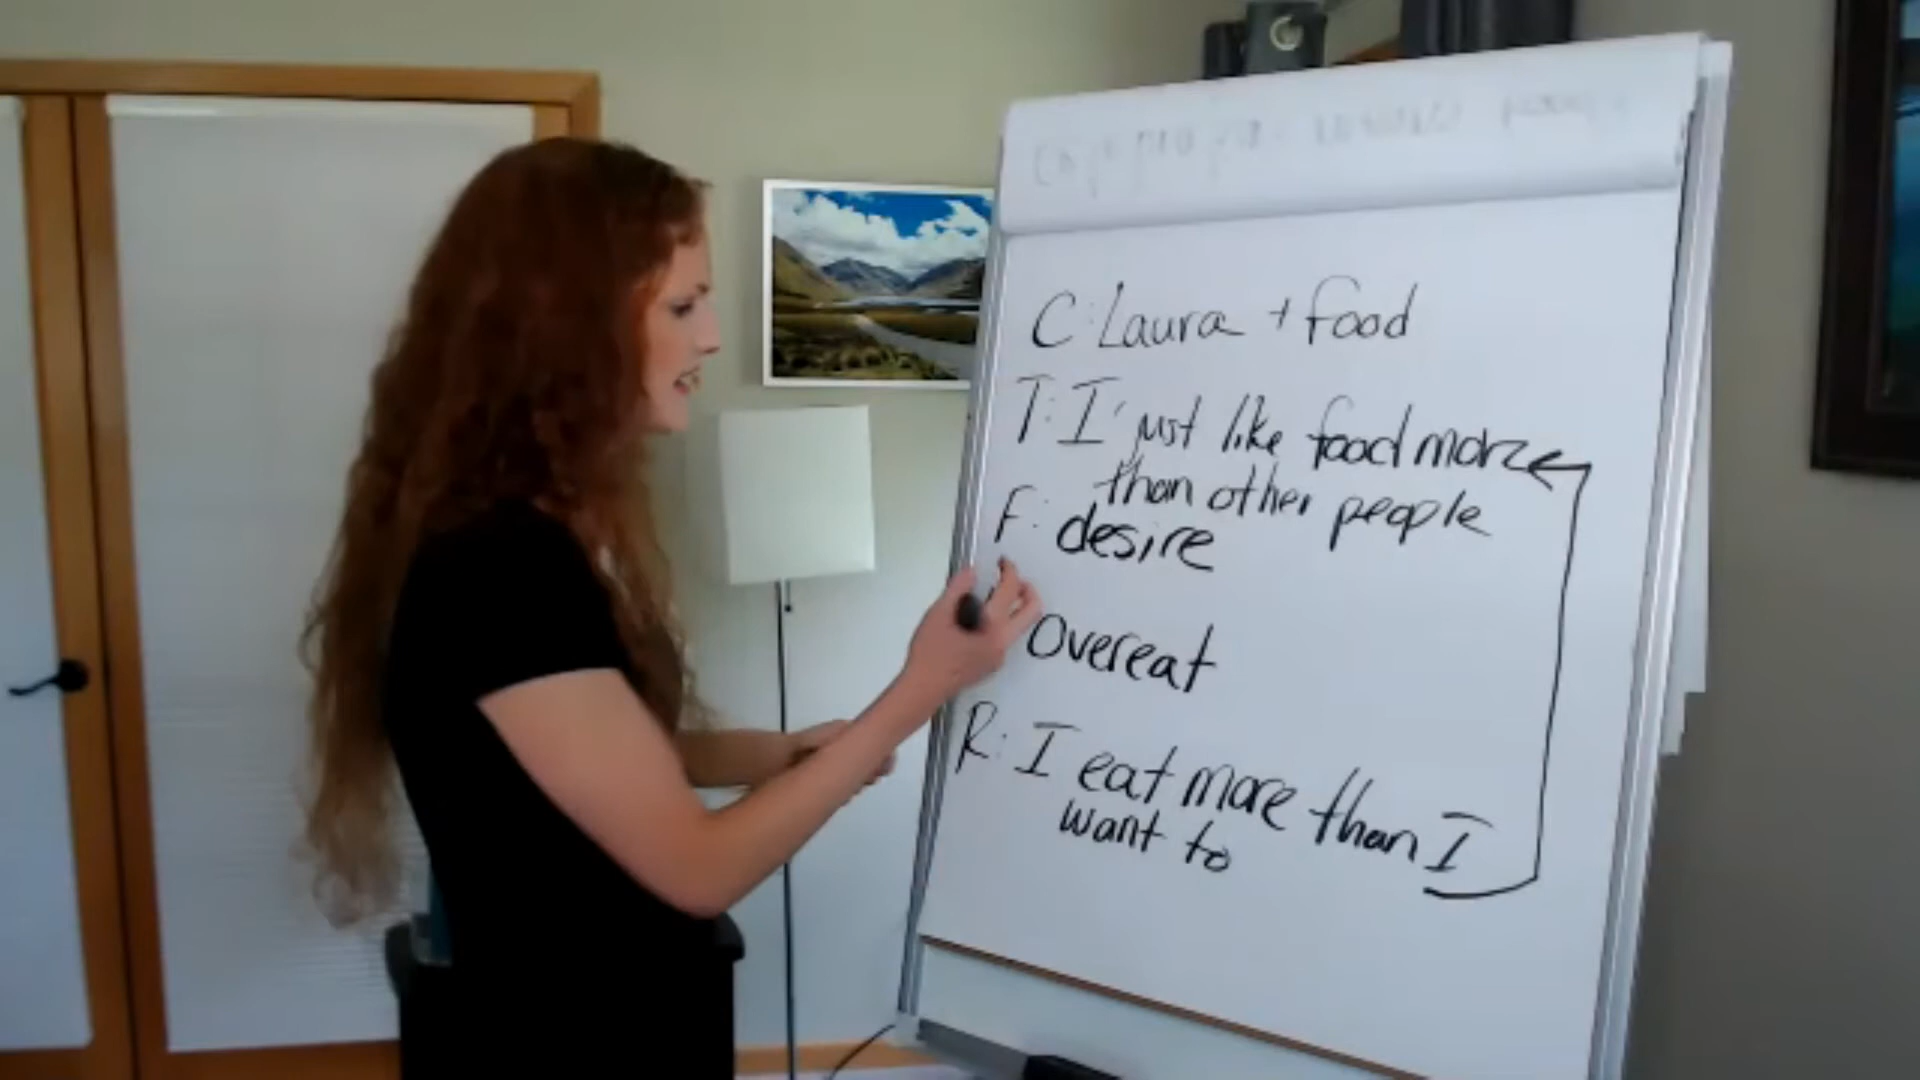 C: Laura + food
T: I just like food more
than other people
F: desire
overeat
R: I eat more than I
want to